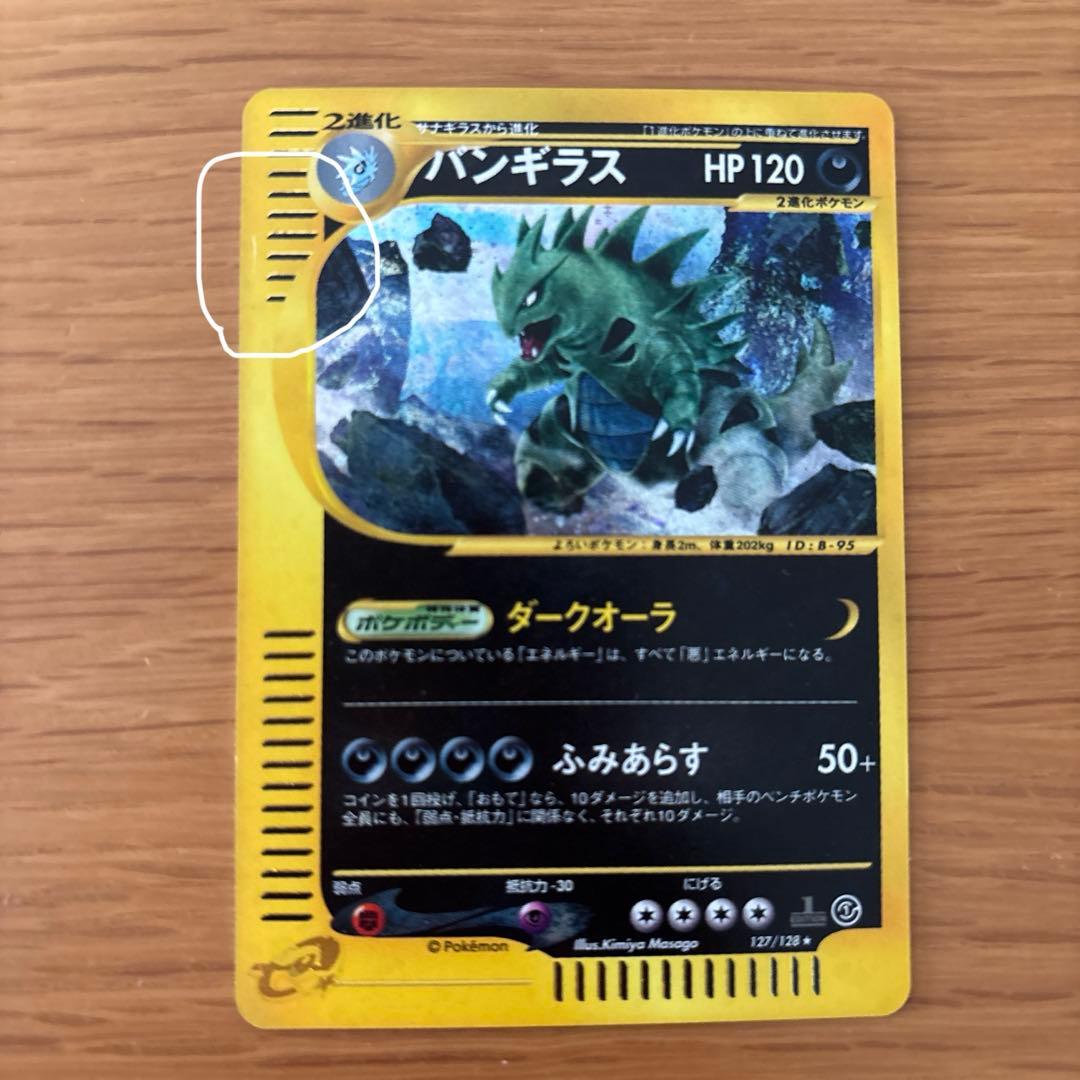 2進化
サナギラスから進化
「1進化ポケモン」の上に重ねて進化させます。
バンギラス HP 120
2進化ポケモン
よろいポケモン：身長2m、体重202kg ID：B-95
特殊体質
ポケボディー ダークオーラ
このポケモンについている「エネルギー」は、すべて「悪」エネルギーになる。
ふみあらす 50+
コインを1回投げ、「おもて」なら、10ダメージを追加し、相手のベンチポケモン
全員にも、「弱点・抵抗力」に関係なく、それぞれ10ダメージ。
弱点 抵抗力 -30 にげる
1 EDITION
© Pokémon Illus. Kimiya Masago 127/128 ★